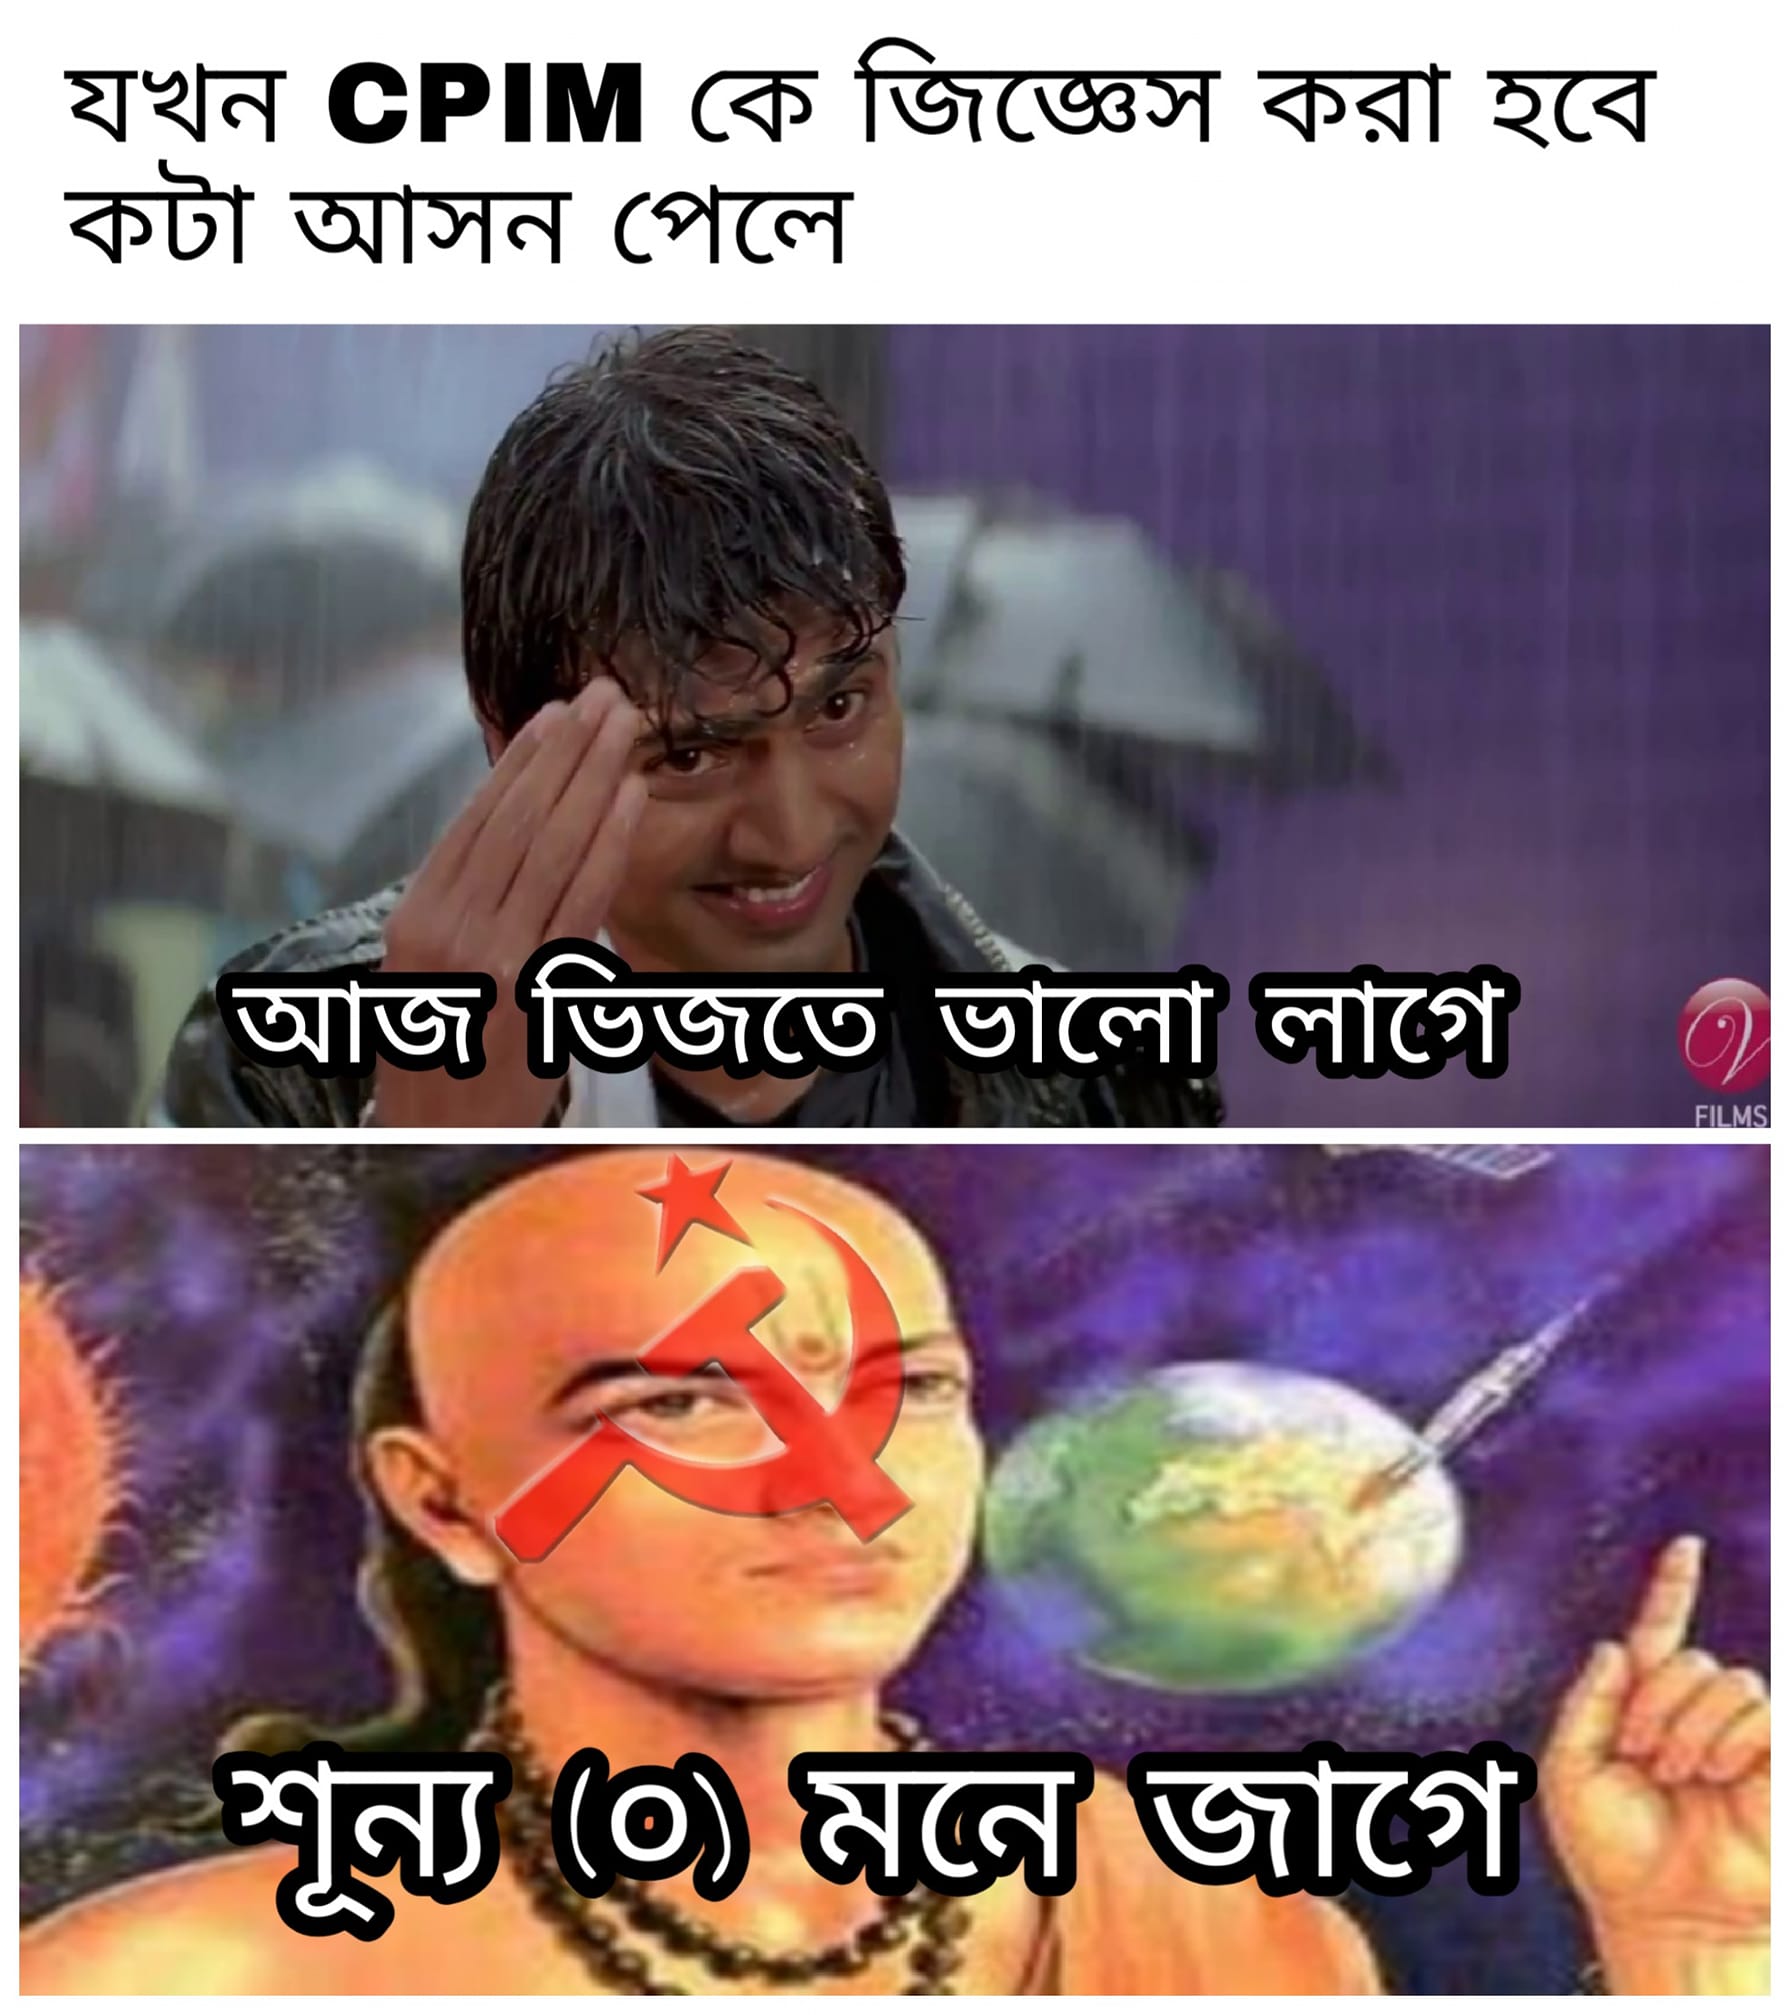 যখন CPIM কে জিজ্ঞেস করা হবে
কটা আসন পেলে
আজ ভিজতে ভালো লাগে
V
FILMS
শূন্য (০) মনে জাগে